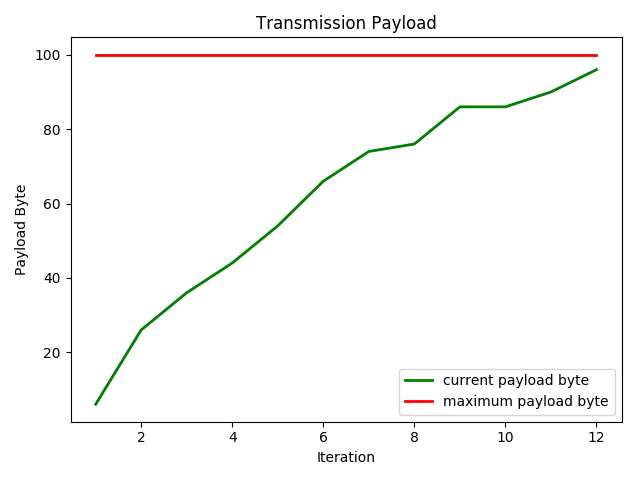 Transmission Payload
100
80
60
40
20
Payload Byte
current payload byte
maximum payload byte
2 4 6 8 10 12
Iteration